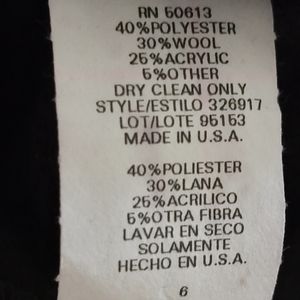 RN 50613
40%POLYESTER
30%WOOL
25%ACRYLIC
5%OTHER
DRY CLEAN ONLY
STYLE/ESTILO 326917
LOT/LOTE 95153
MADE IN U.S.A.
40%POLIESTER
30%LANA
25%ACRILICO
5%OTRA FIBRA
LAVAR EN SECO
SOLAMENTE
HECHO EN U.S.A.
6